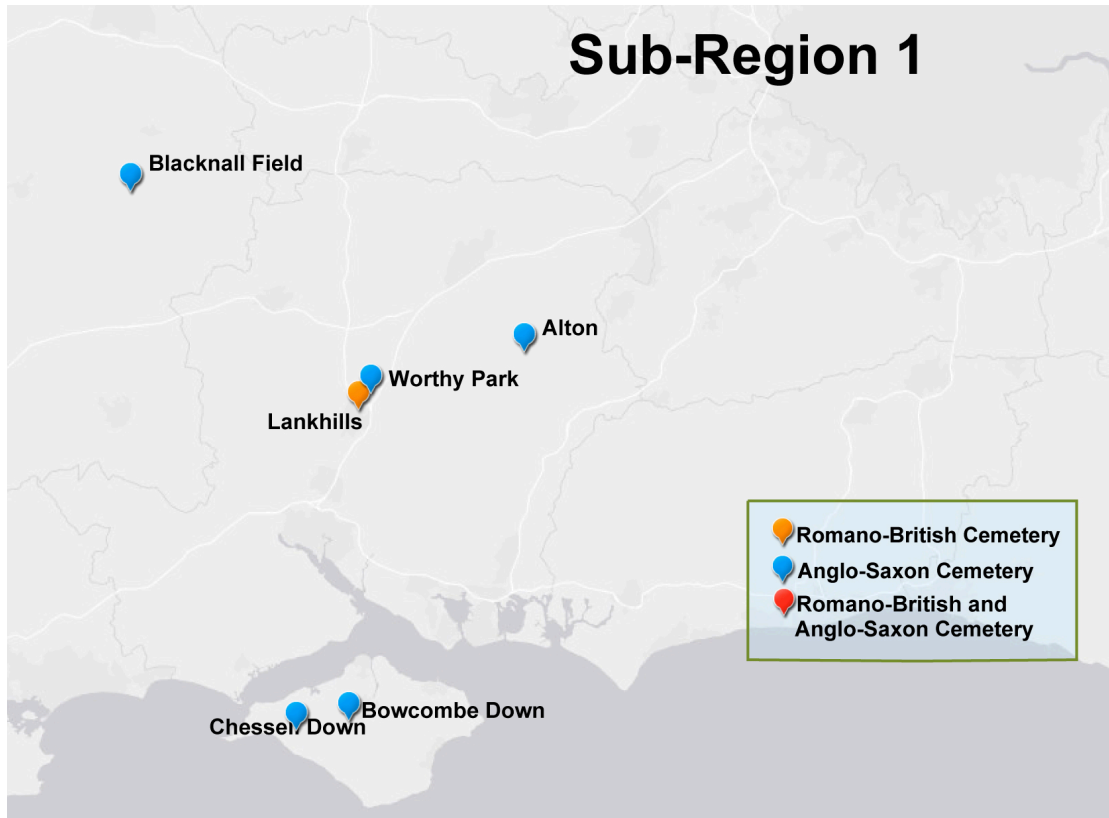 Sub-Region 1
Blacknall Field
Alton
Worthy Park
Lankhills
Romano-British Cemetery
Anglo-Saxon Cemetery
Romano-British and
Anglo-Saxon Cemetery
Bowcombe Down
Chessell Down